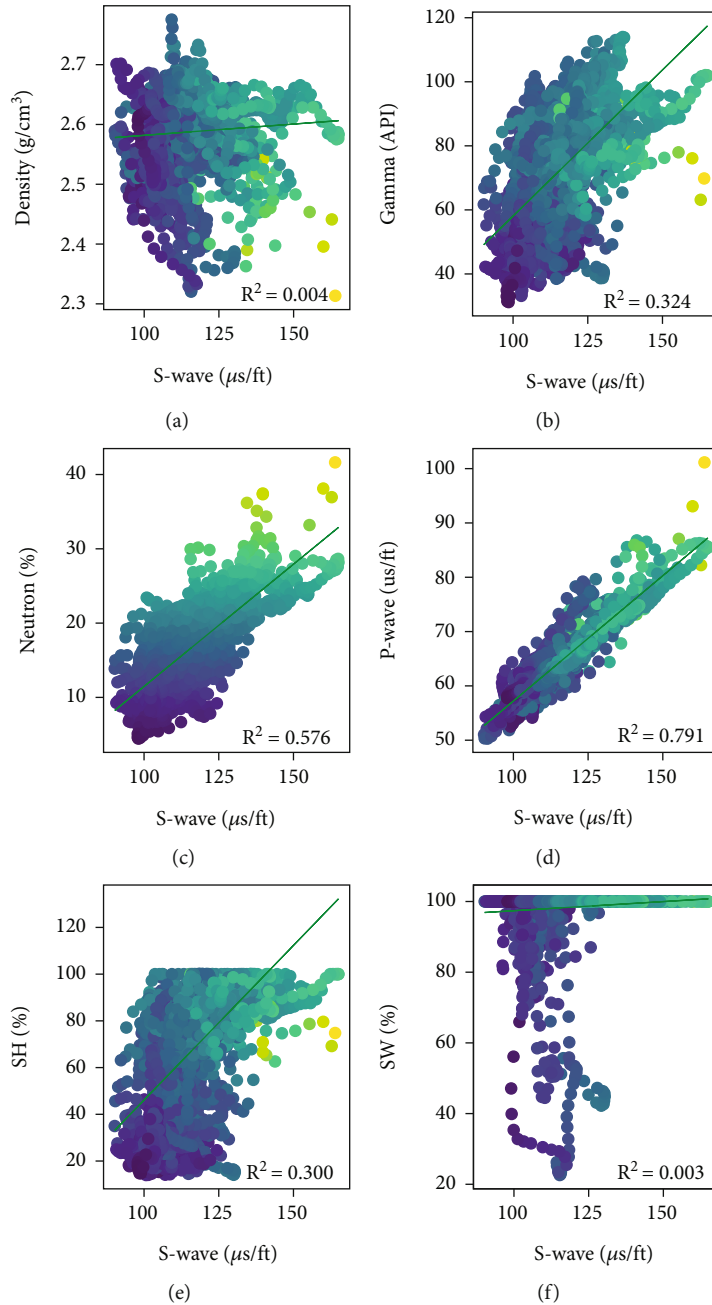 Density (g/cm³)
2.7
2.6
2.5
2.4
2.3
R² = 0.004
100 125 150
S-wave (μs/ft)
(a)
Gamma (API)
120
100
80
60
40
R² = 0.324
100 125 150
S-wave (μs/ft)
(b)
Neutron (%)
40
30
20
10
R² = 0.576
100 125 150
S-wave (μs/ft)
(c)
P-wave (us/ft)
100
90
80
70
60
50
R² = 0.791
100 125 150
S-wave (μs/ft)
(d)
SH (%)
120
100
80
60
40
20
R² = 0.300
100 125 150
S-wave (μs/ft)
(e)
SW (%)
100
80
60
40
20
R² = 0.003
100 125 150
S-wave (μs/ft)
(f)